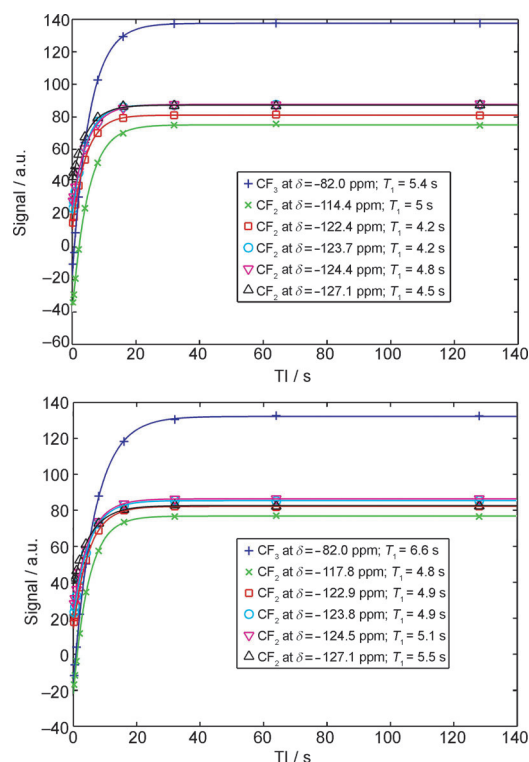 140
120
100
80
60
40
20
0
–20
–40
–60
Signal / a.u.
CF3 at δ = –82.0 ppm; T1 = 5.4 s
CF2 at δ = –114.4 ppm; T1 = 5 s
CF2 at δ = –122.4 ppm; T1 = 4.2 s
CF2 at δ = –123.7 ppm; T1 = 4.2 s
CF2 at δ = –124.4 ppm; T1 = 4.8 s
CF2 at δ = –127.1 ppm; T1 = 4.5 s
0 20 40 60 80 100 120 140
TI / s
140
120
100
80
60
40
20
0
–20
–40
Signal / a.u.
CF3 at δ = –82.0 ppm; T1 = 6.6 s
CF2 at δ = –117.8 ppm; T1 = 4.8 s
CF2 at δ = –122.9 ppm; T1 = 4.9 s
CF2 at δ = –123.8 ppm; T1 = 4.9 s
CF2 at δ = –124.5 ppm; T1 = 5.1 s
CF2 at δ = –127.1 ppm; T1 = 5.5 s
0 20 40 60 80 100 120 140
TI / s